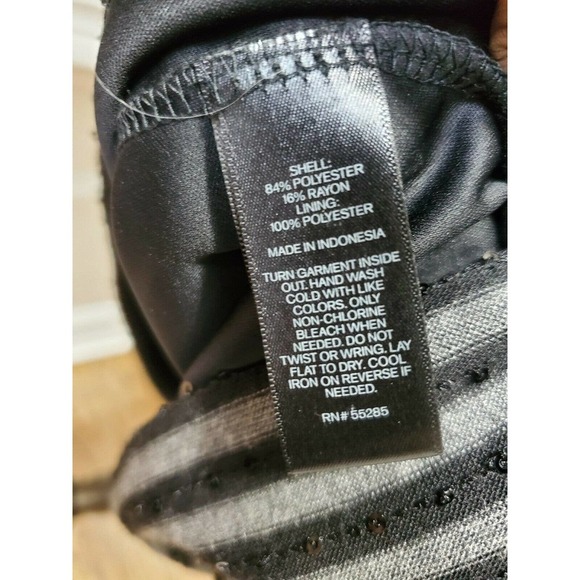 SHELL:
84% POLYESTER
16% RAYON
LINING:
100% POLYESTER
MADE IN INDONESIA
TURN GARMENT INSIDE
OUT. HAND WASH
COLD WITH LIKE
COLORS. ONLY
NON-CHLORINE
BLEACH WHEN
NEEDED. DO NOT
TWIST OR WRING. LAY
FLAT TO DRY. COOL
IRON ON REVERSE IF
NEEDED.
RN# 55285